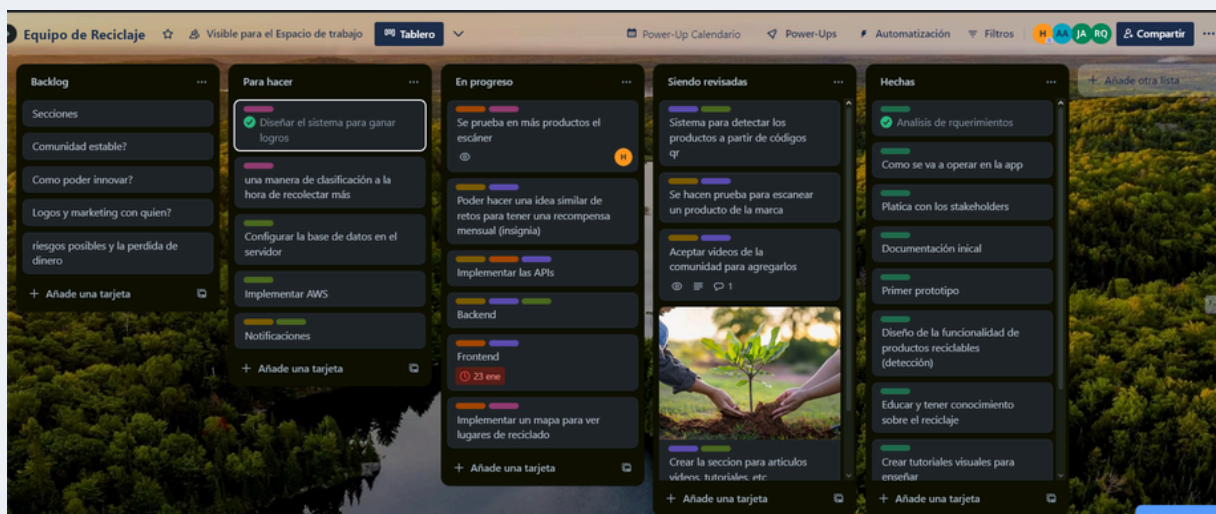 Equipo de Reciclaje
Visible para el Espacio de trabajo
Tablero
Power-Up Calendario
Power-Ups
Automatización
Filtros
H
AA
JA
RQ
Compartir
Backlog
Secciones
Comunidad estable?
Como poder innovar?
Logos y marketing con quien?
riesgos posibles y la perdida de
dinero
+ Añade una tarjeta
Para hacer
Diseñar el sistema para ganar
logros
una manera de clasificación a la
hora de recolectar más
Configurar la base de datos en el
servidor
Implementar AWS
Notificaciones
+ Añade una tarjeta
En progreso
Se prueba en más productos el
escáner
H
Poder hacer una idea similar de
retos para tener una recompensa
mensual (insignia)
Implementar las APIs
Backend
Frontend
23 ene
Implementar un mapa para ver
lugares de reciclado
+ Añade una tarjeta
Siendo revisadas
Sistema para detectar los
productos a partir de códigos
qr
Se hacen prueba para escanear
un producto de la marca
Aceptar videos de la
comunidad para agregarlos
1
Crear la seccion para articulos
videos, tutoriales, etc
+ Añade una tarjeta
Hechas
Analisis de rquerimientos
Como se va a operar en la app
Platica con los stakeholders
Documentación inical
Primer prototipo
Diseño de la funcionalidad de
productos reciclables
(detección)
Educar y tener conocimiento
sobre el reciclaje
Crear tutoriales visuales para
enseñar
+ Añade una tarjeta
+ Añade otra lista